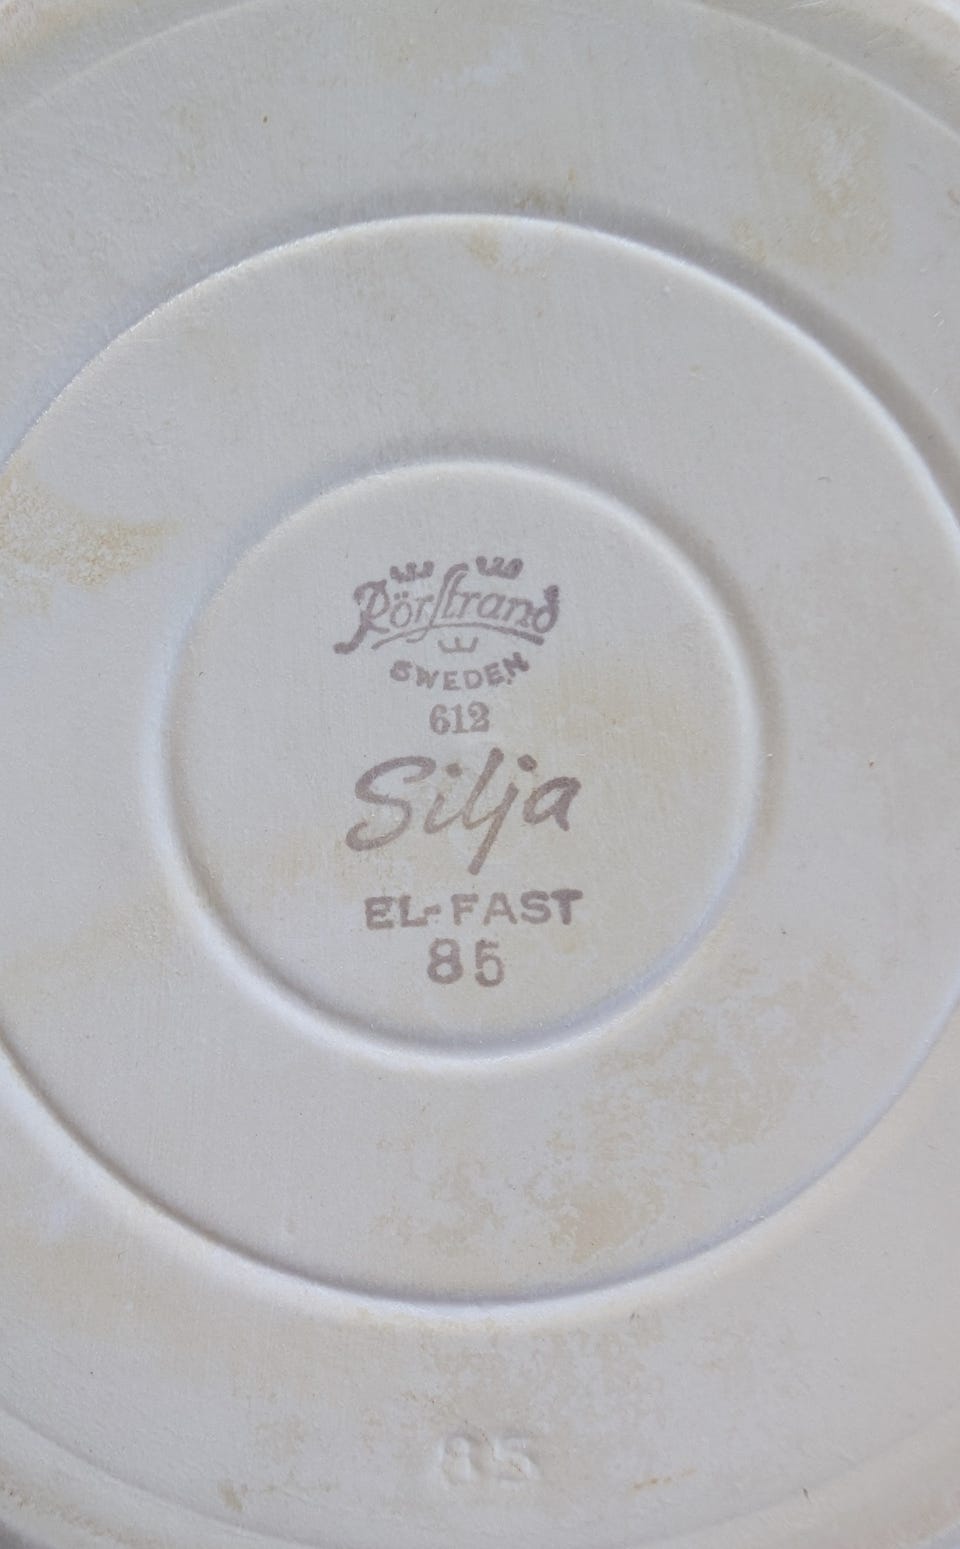 Rörstrand
SWEDEN
612
Silja
EL-FAST
85
85